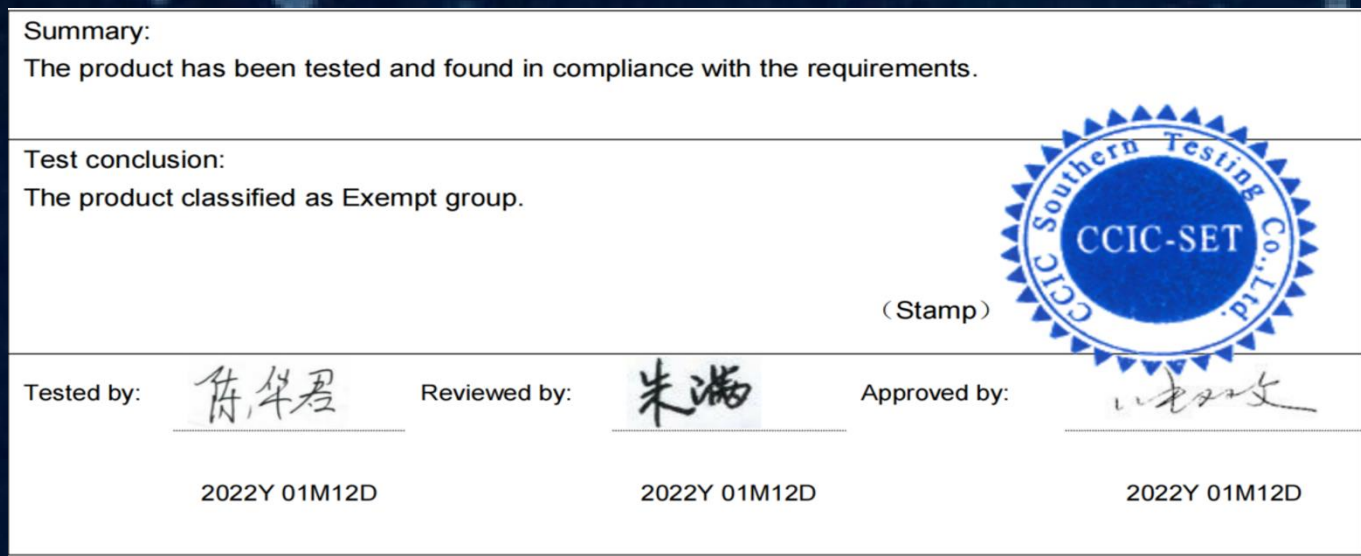 Summary:
The product has been tested and found in compliance with the requirements.
Test conclusion:
The product classified as Exempt group.
CCIC Southern Testing Co.,Ltd.
CCIC-SET
（Stamp）
Tested by: 陈华君 Reviewed by: 朱满 Approved by:
2022Y 01M12D 2022Y 01M12D 2022Y 01M12D